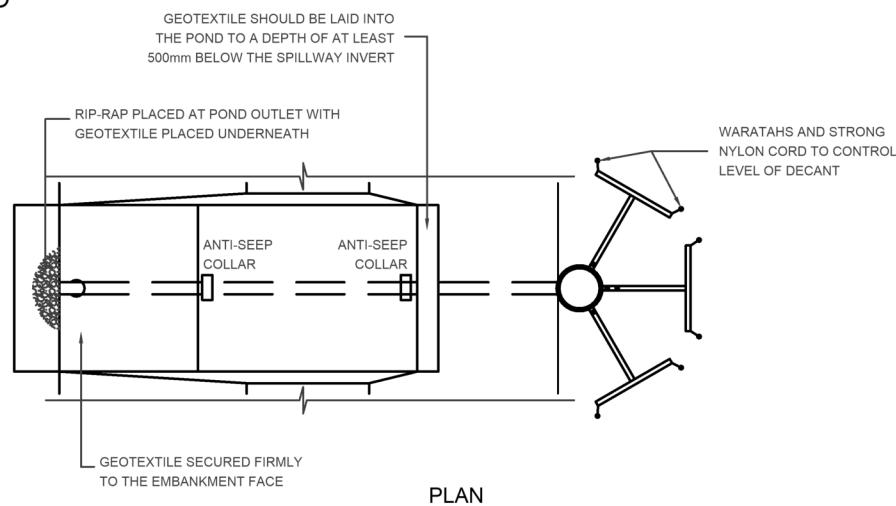 GEOTEXTILE SHOULD BE LAID INTO
THE POND TO A DEPTH OF AT LEAST
500mm BELOW THE SPILLWAY INVERT
RIP-RAP PLACED AT POND OUTLET WITH
GEOTEXTILE PLACED UNDERNEATH
WARATAHS AND STRONG
NYLON CORD TO CONTROL
LEVEL OF DECANT
ANTI-SEEP
COLLAR
ANTI-SEEP
COLLAR
GEOTEXTILE SECURED FIRMLY
TO THE EMBANKMENT FACE
PLAN